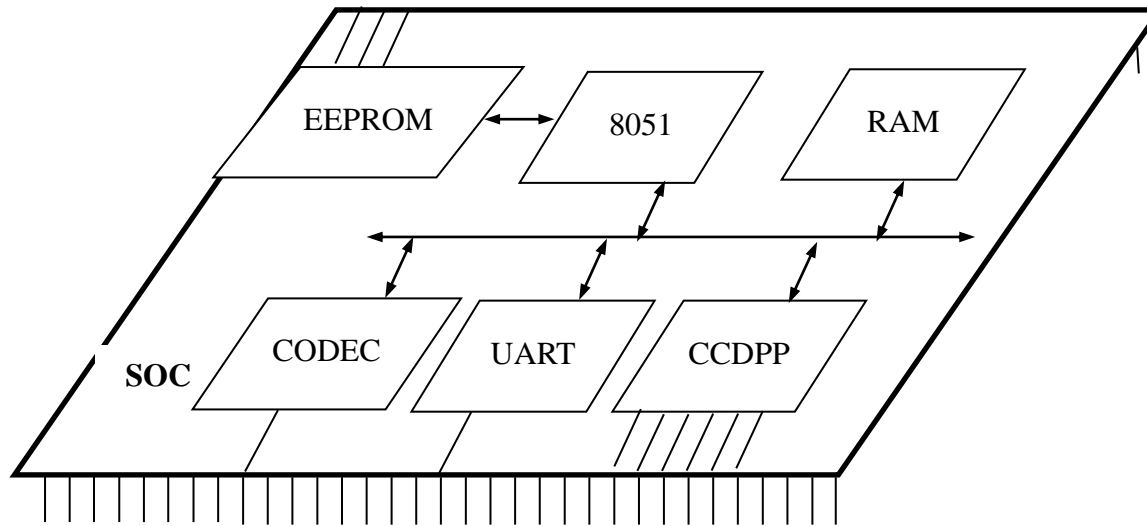 EEPROM
8051
RAM
CODEC
UART
CCDPP
SOC